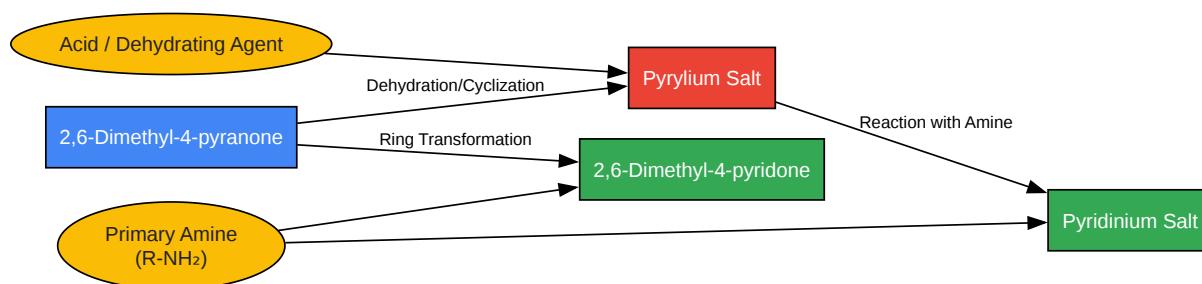 Acid / Dehydrating Agent
Dehydration/Cyclization
Pyrylium Salt
2,6-Dimethyl-4-pyranone
Ring Transformation
Reaction with Amine
2,6-Dimethyl-4-pyridone
Primary Amine
(R-NH₂)
Pyridinium Salt